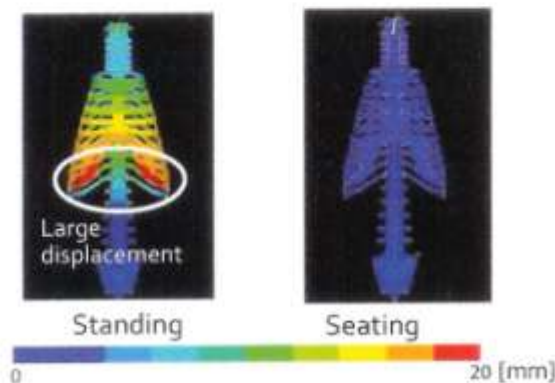 Large
displacement
Standing
Seating
0
20 [mm]